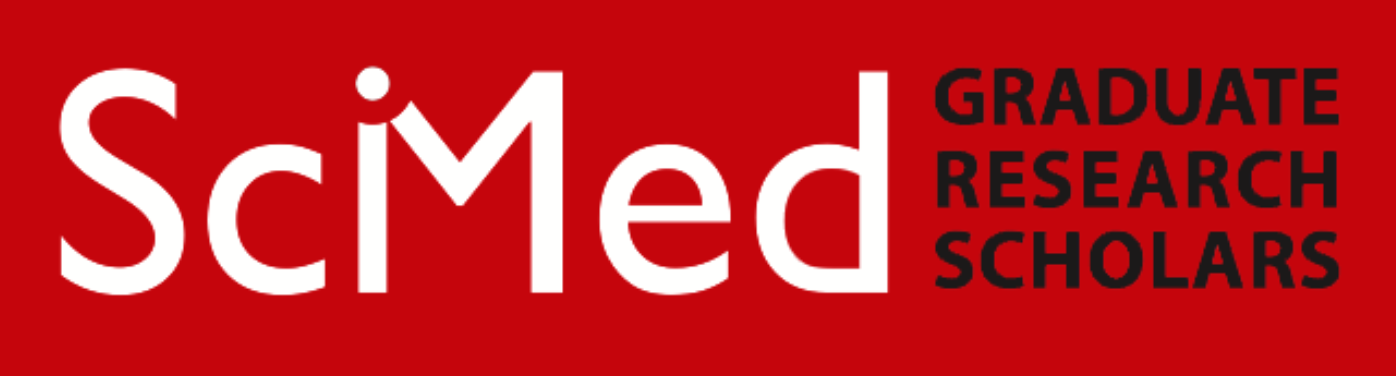 SciMed
GRADUATE
RESEARCH
SCHOLARS